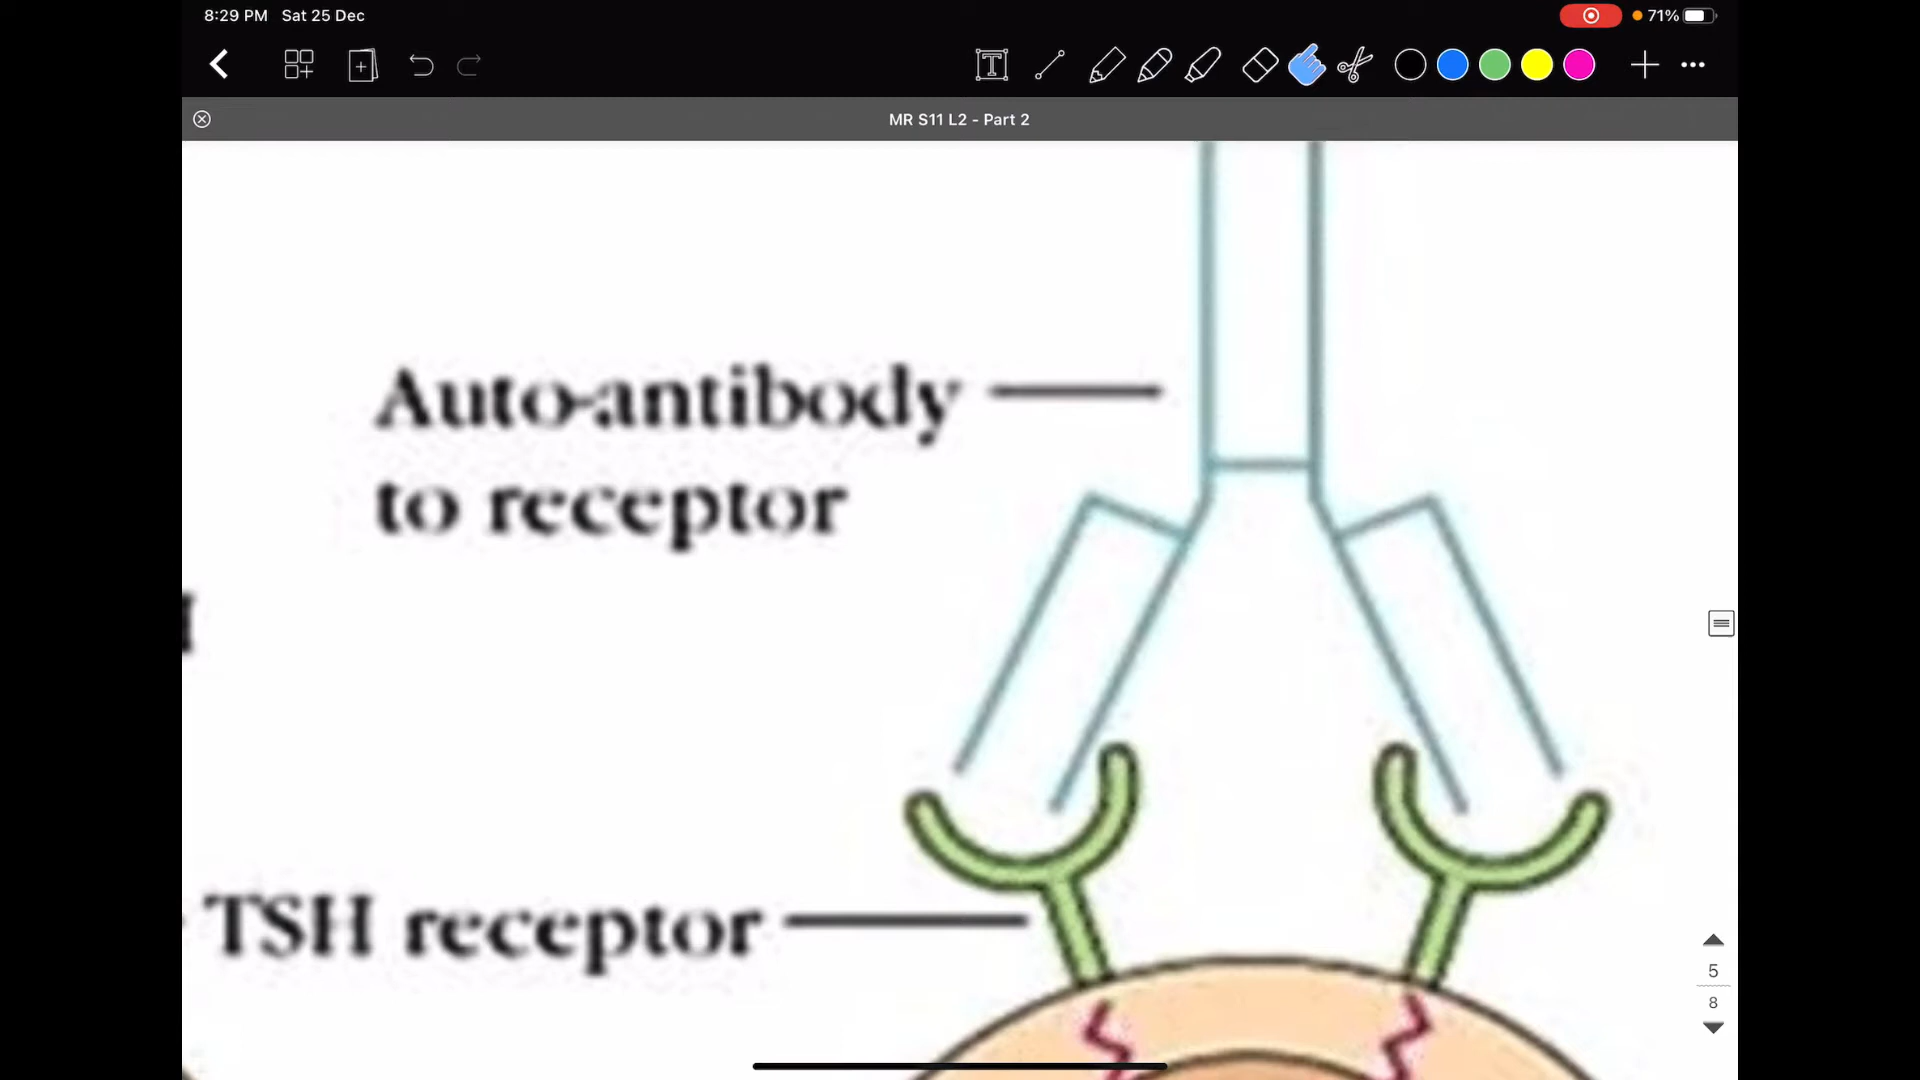 8:29 PM Sat 25 Dec
71%
T
MR S11 L2 - Part 2
Auto-antibody
to receptor
TSH receptor
5
8